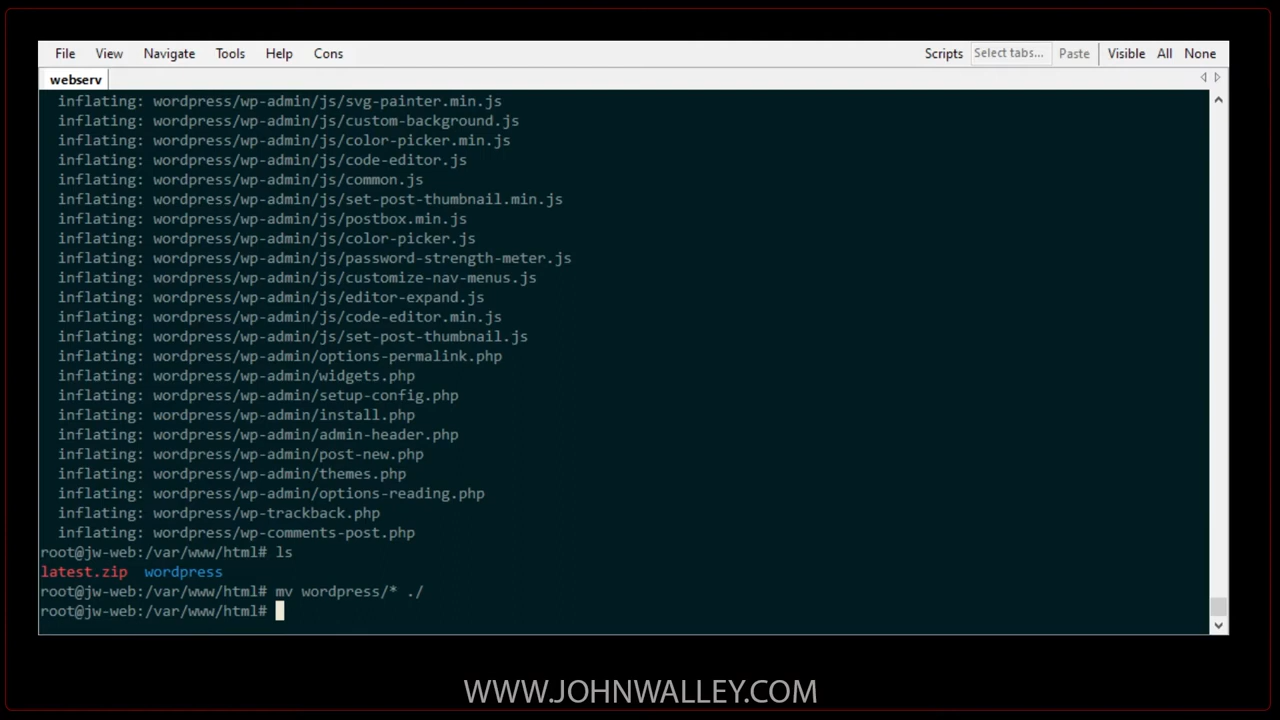 File View Navigate Tools Help Cons Scripts Select tabs... Paste Visible All None
webserv
inflating: wordpress/wp-admin/js/svg-painter.min.js
inflating: wordpress/wp-admin/js/custom-background.js
inflating: wordpress/wp-admin/js/color-picker.min.js
inflating: wordpress/wp-admin/js/code-editor.js
inflating: wordpress/wp-admin/js/common.js
inflating: wordpress/wp-admin/js/set-post-thumbnail.min.js
inflating: wordpress/wp-admin/js/postbox.min.js
inflating: wordpress/wp-admin/js/color-picker.js
inflating: wordpress/wp-admin/js/password-strength-meter.js
inflating: wordpress/wp-admin/js/customize-nav-menus.js
inflating: wordpress/wp-admin/js/editor-expand.js
inflating: wordpress/wp-admin/js/code-editor.min.js
inflating: wordpress/wp-admin/js/set-post-thumbnail.js
inflating: wordpress/wp-admin/options-permalink.php
inflating: wordpress/wp-admin/widgets.php
inflating: wordpress/wp-admin/setup-config.php
inflating: wordpress/wp-admin/install.php
inflating: wordpress/wp-admin/admin-header.php
inflating: wordpress/wp-admin/post-new.php
inflating: wordpress/wp-admin/themes.php
inflating: wordpress/wp-admin/options-reading.php
inflating: wordpress/wp-trackback.php
inflating: wordpress/wp-comments-post.php
root@jw-web:/var/www/html# ls
latest.zip wordpress
root@jw-web:/var/www/html# mv wordpress/* ./
root@jw-web:/var/www/html#
WWW.JOHNWALLEY.COM